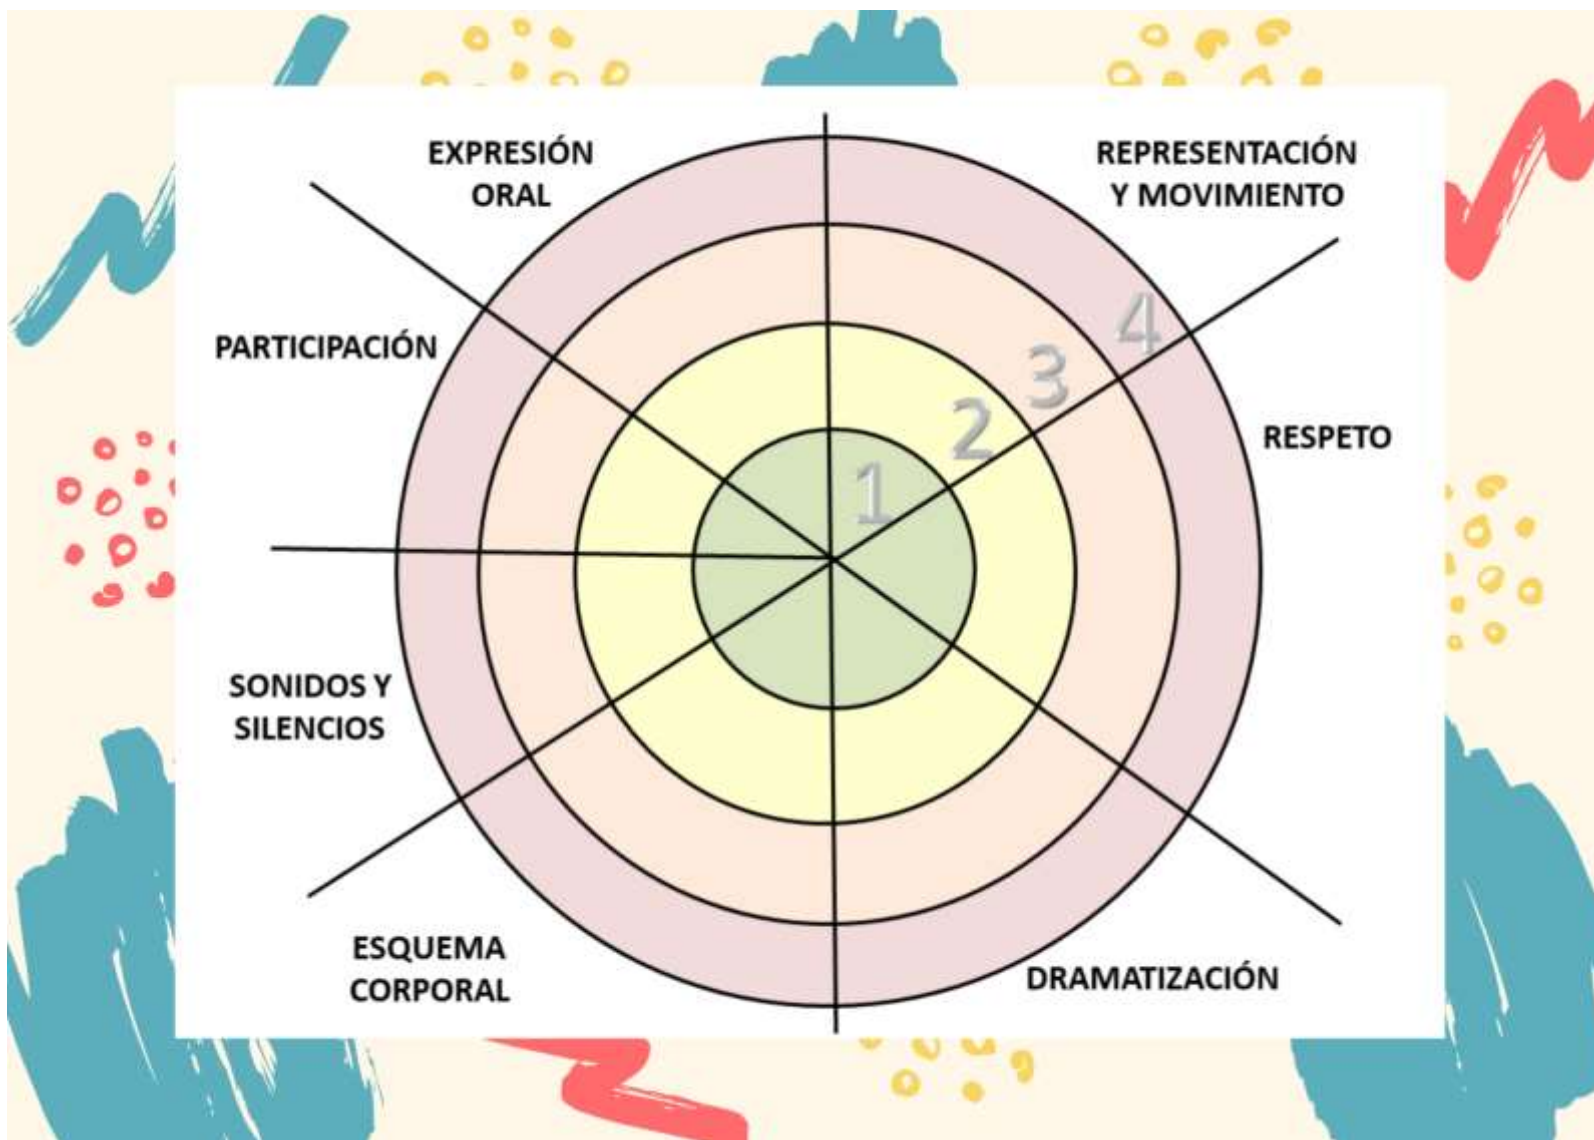 EXPRESIÓN
ORAL
REPRESENTACIÓN
Y MOVIMIENTO
PARTICIPACIÓN
4
3
2
1
RESPETO
SONIDOS Y
SILENCIOS
ESQUEMA
CORPORAL
DRAMATIZACIÓN